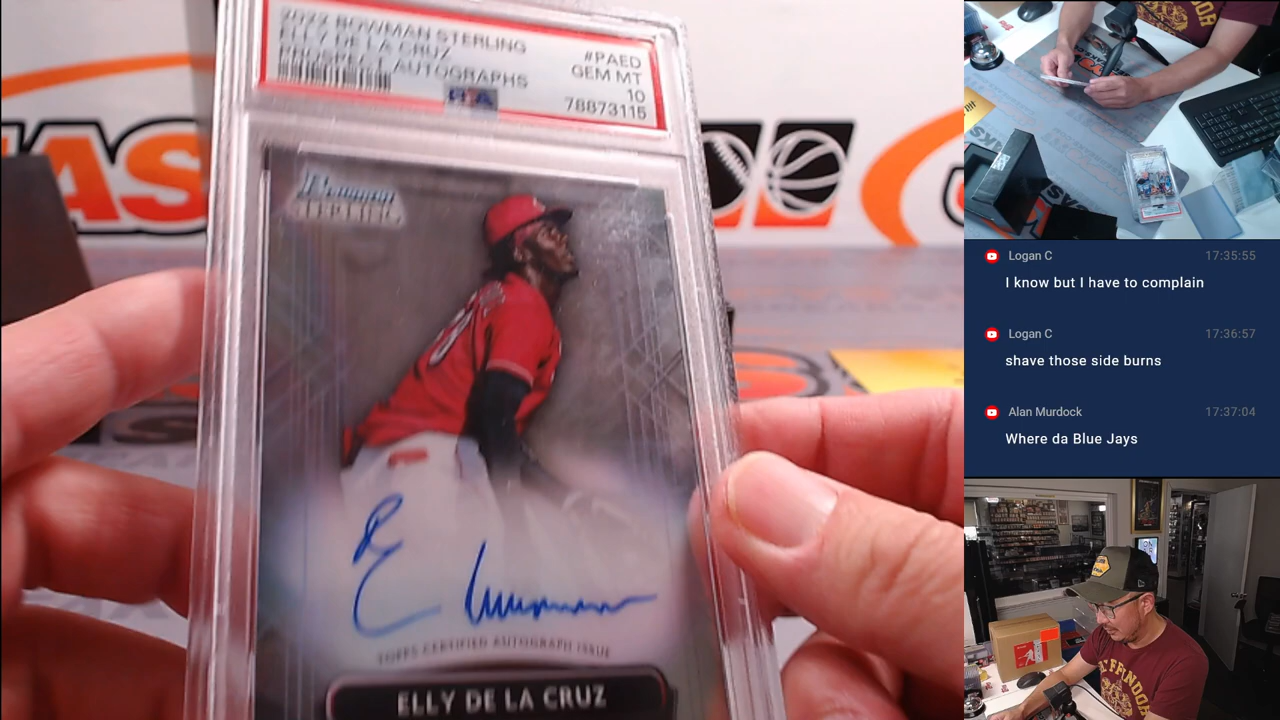 2022 BOWMAN STERLING
ELLY DE LA CRUZ
PROSPECT AUTOGRAPHS
#PAED
GEM MT
10
78873115
PSA
Bowman
STERLING
TOPPS CERTIFIED AUTOGRAPH ISSUE
ELLY DE LA CRUZ
Logan C 17:35:55
I know but I have to complain
Logan C 17:36:57
shave those side burns
Alan Murdock 17:37:04
Where da Blue Jays